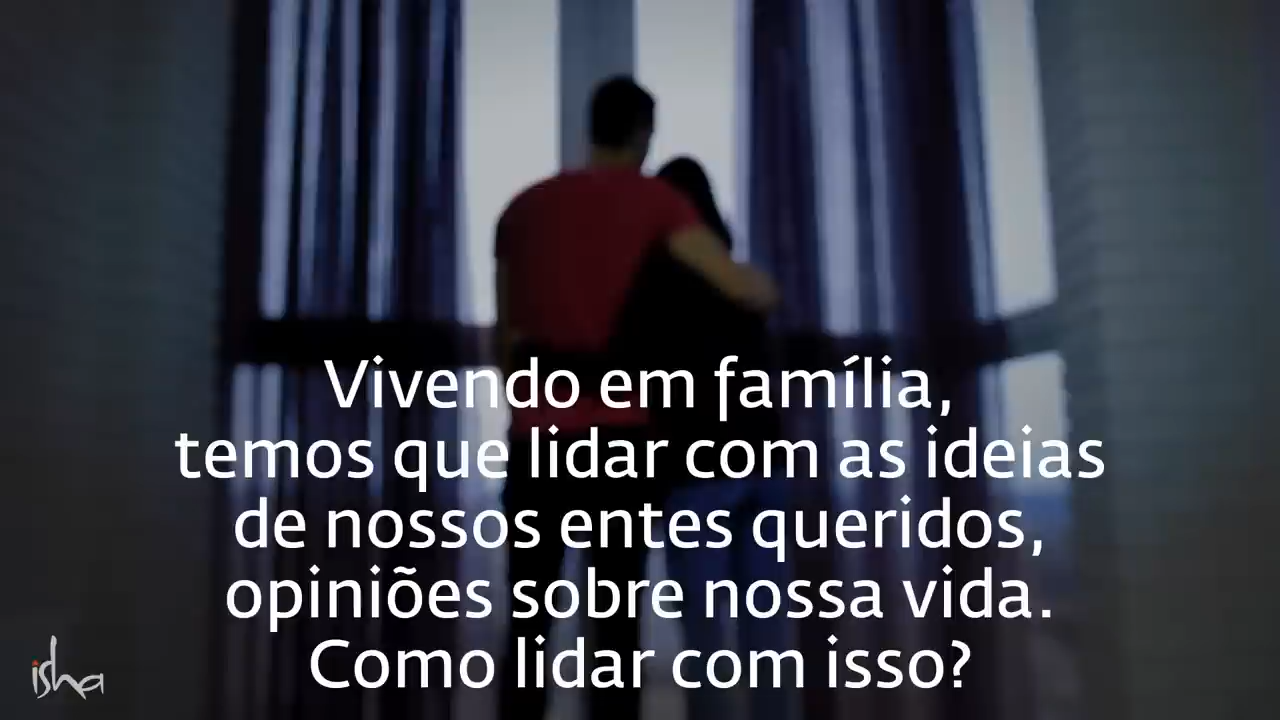 Vivendo em família,
temos que lidar com as ideias
de nossos entes queridos,
opiniões sobre nossa vida.
Como lidar com isso?
isha